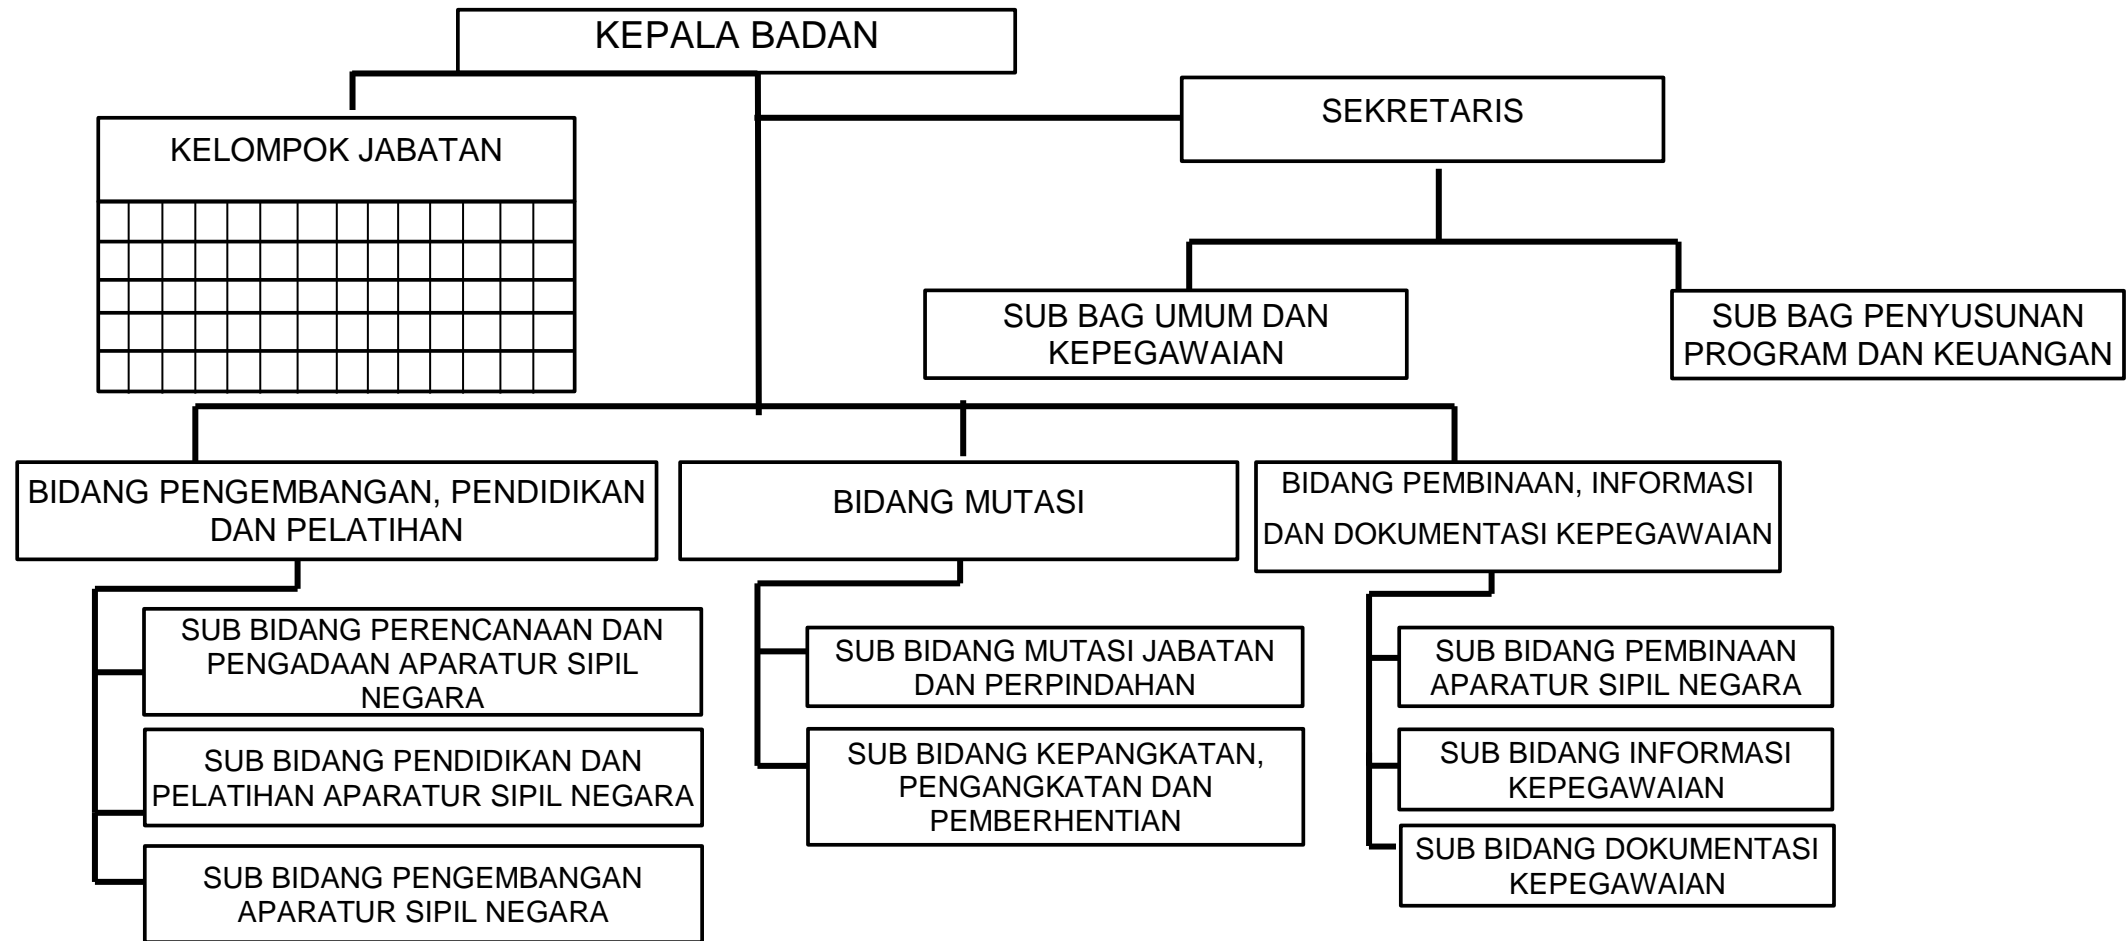 KEPALA BADAN
SEKRETARIS
KELOMPOK JABATAN
SUB BAG UMUM DAN
KEPEGAWAIAN
SUB BAG PENYUSUNAN
PROGRAM DAN KEUANGAN
BIDANG PENGEMBANGAN, PENDIDIKAN
DAN PELATIHAN
BIDANG MUTASI
BIDANG PEMBINAAN, INFORMASI
DAN DOKUMENTASI KEPEGAWAIAN
SUB BIDANG PERENCANAAN DAN
PENGADAAN APARATUR SIPIL
NEGARA
SUB BIDANG PENDIDIKAN DAN
PELATIHAN APARATUR SIPIL NEGARA
SUB BIDANG PENGEMBANGAN
APARATUR SIPIL NEGARA
SUB BIDANG MUTASI JABATAN
DAN PERPINDAHAN
SUB BIDANG KEPANGKATAN,
PENGANGKATAN DAN
PEMBERHENTIAN
SUB BIDANG PEMBINAAN
APARATUR SIPIL NEGARA
SUB BIDANG INFORMASI
KEPEGAWAIAN
SUB BIDANG DOKUMENTASI
KEPEGAWAIAN